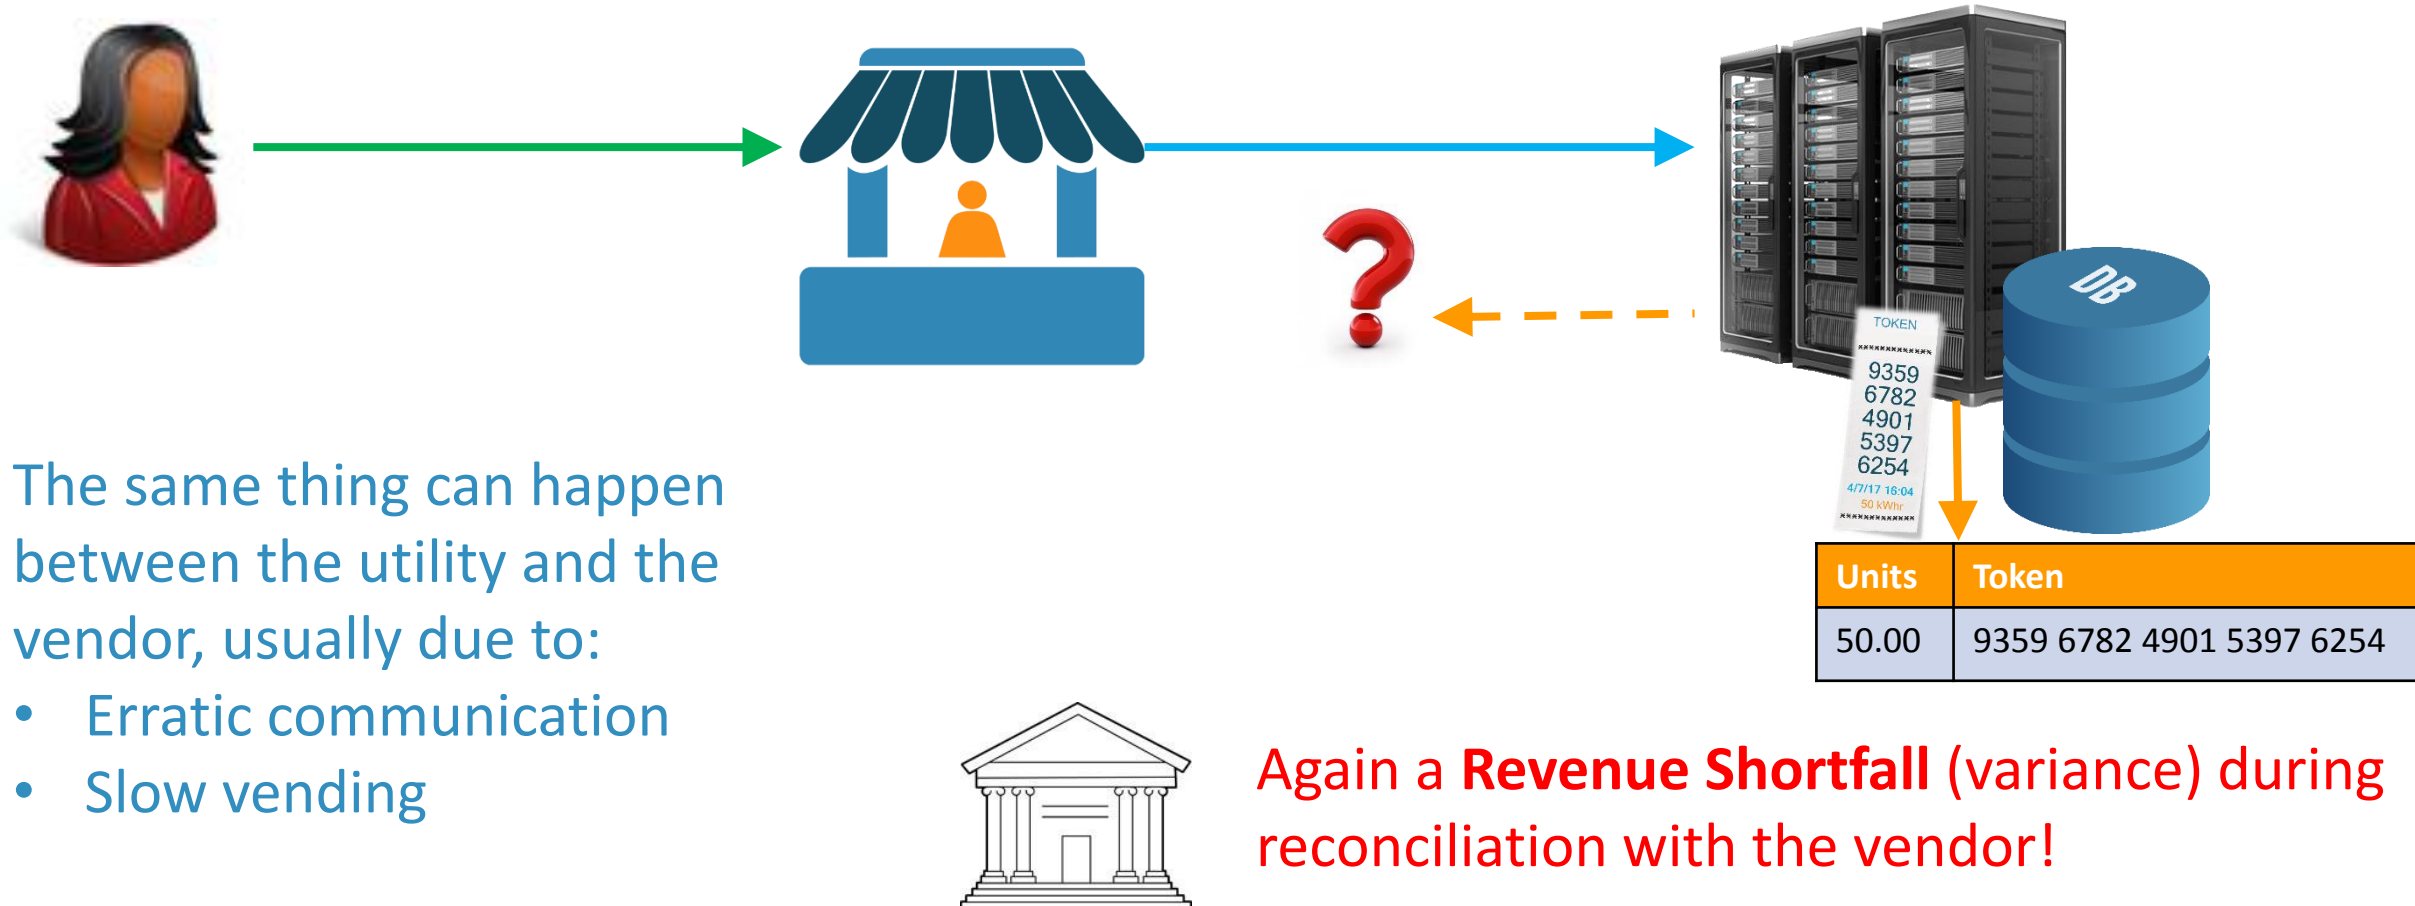 DB
TOKEN
************
9359
6782
4901
5397
6254
4/7/17 16:04
50 kWhr
************
Units Token
50.00 9359 6782 4901 5397 6254
The same thing can happen
between the utility and the
vendor, usually due to:
• Erratic communication
• Slow vending
Again a Revenue Shortfall (variance) during
reconciliation with the vendor!